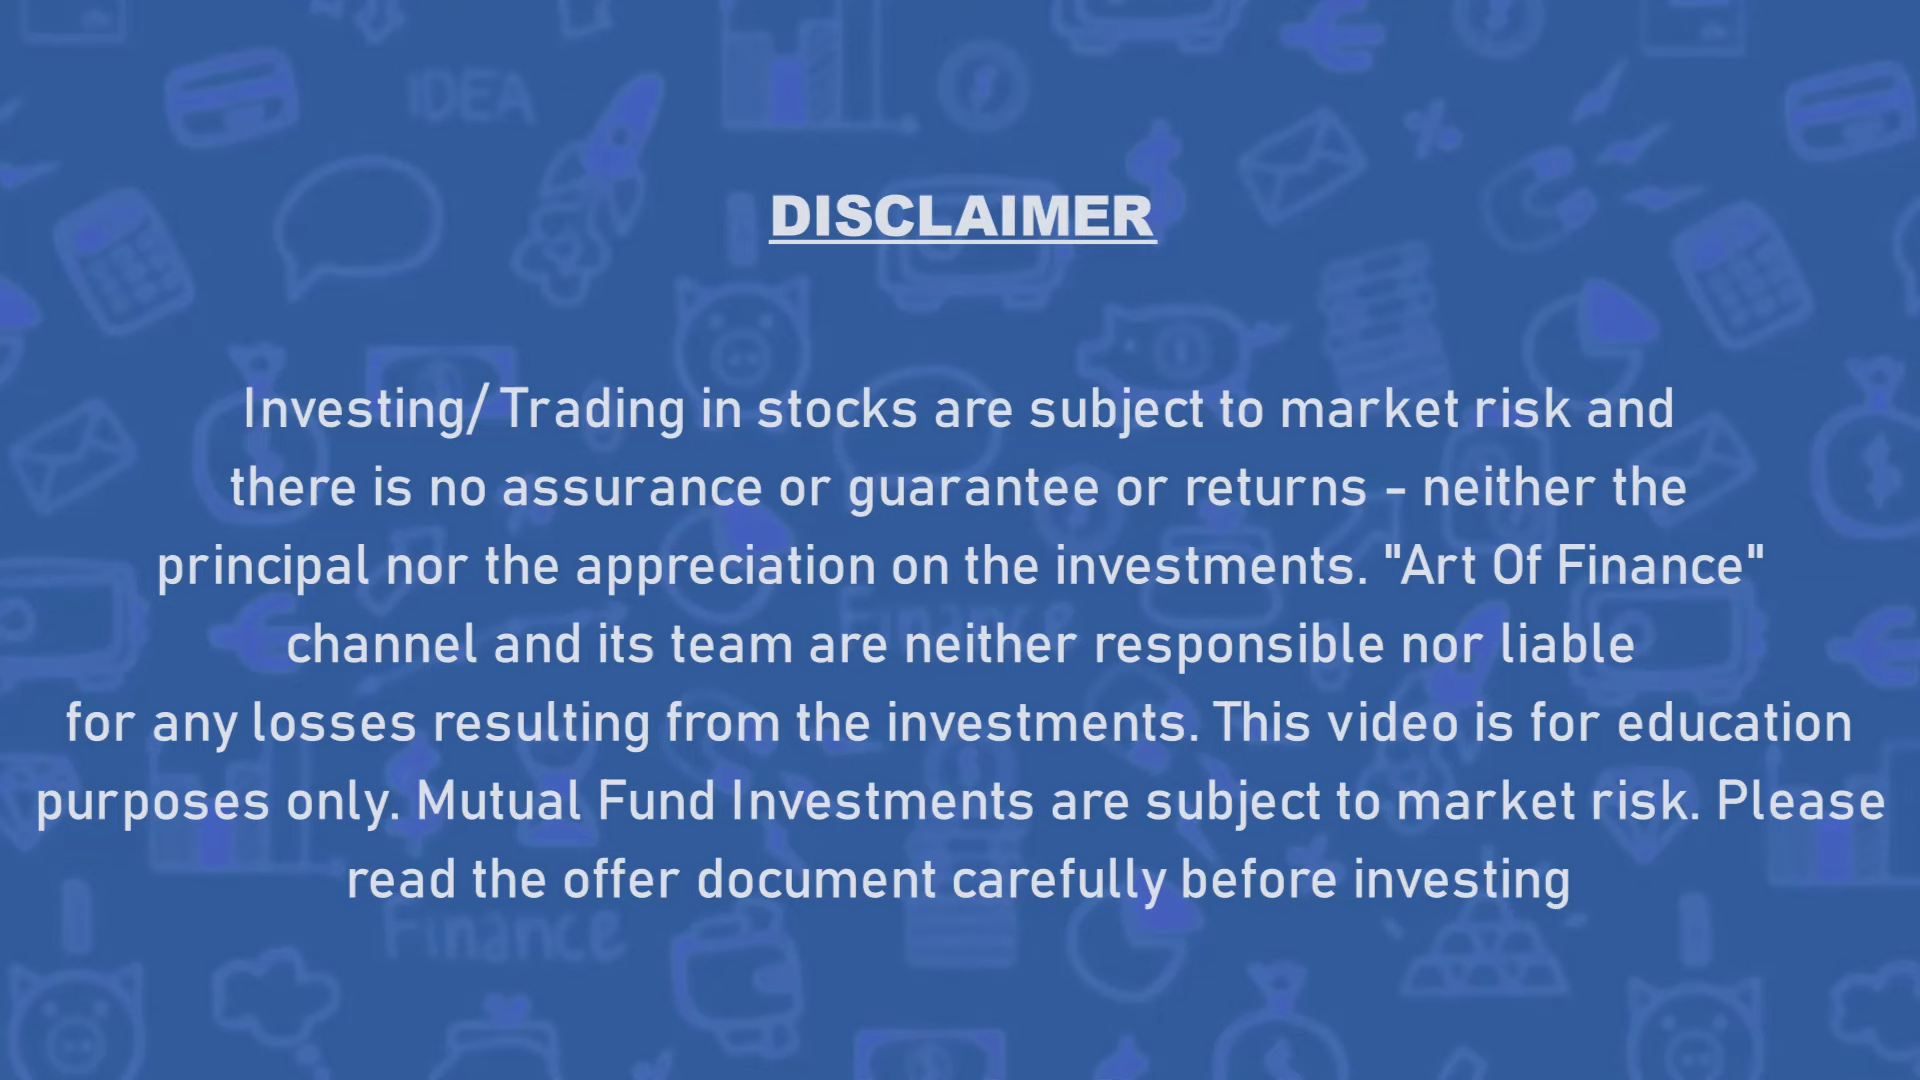 IDEA
DISCLAIMER
Investing/Trading in stocks are subject to market risk and
there is no assurance or guarantee or returns - neither the
principal nor the appreciation on the investments. "Art Of Finance"
channel and its team are neither responsible nor liable
for any losses resulting from the investments. This video is for education
purposes only. Mutual Fund Investments are subject to market risk. Please
read the offer document carefully before investing
Finance
Finance